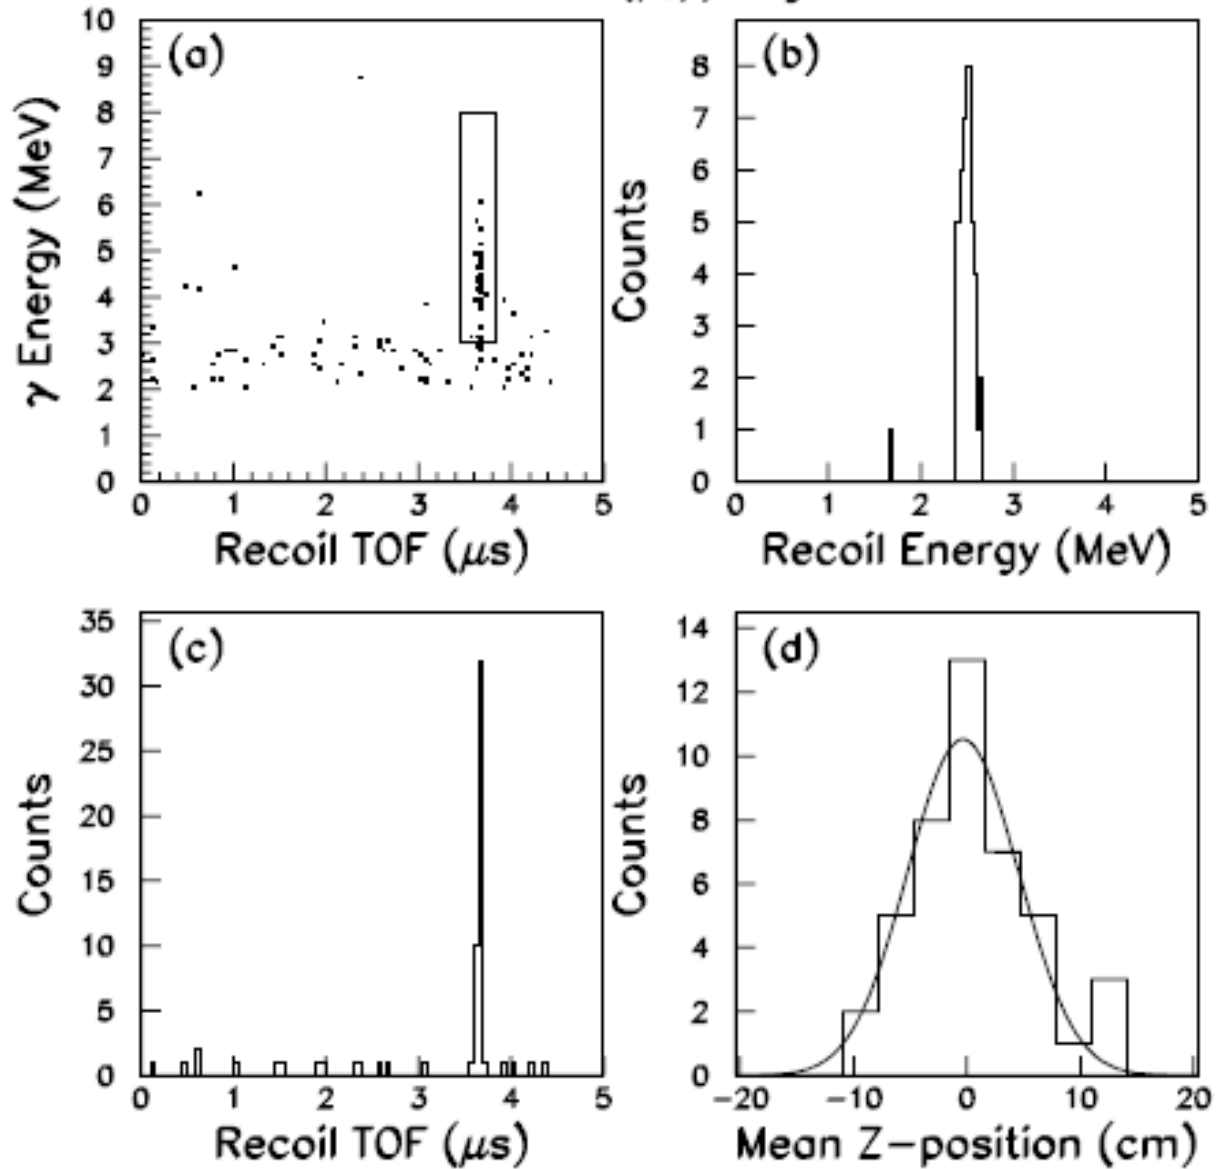 (a)
10
9
8
7
6
5
4
3
2
1
0
γ Energy (MeV)
0 1 2 3 4 5
Recoil TOF (μs)
(b)
8
7
6
5
4
3
2
1
0
Counts
0 1 2 3 4 5
Recoil Energy (MeV)
(c)
35
30
25
20
15
10
5
0
Counts
0 1 2 3 4 5
Recoil TOF (μs)
(d)
14
12
10
8
6
4
2
0
Counts
-20 -10 0 10 20
Mean Z-position (cm)